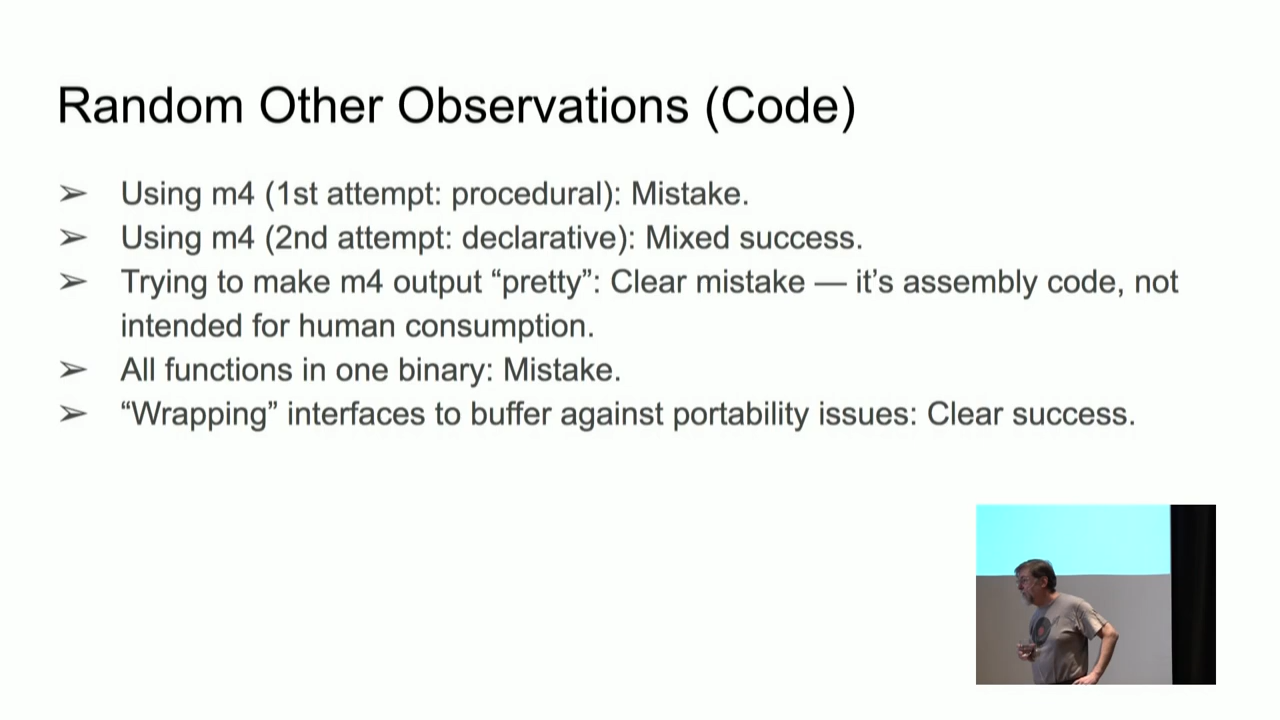 Random Other Observations (Code)
➢ Using m4 (1st attempt: procedural): Mistake.
➢ Using m4 (2nd attempt: declarative): Mixed success.
➢ Trying to make m4 output “pretty”: Clear mistake — it’s assembly code, not
intended for human consumption.
➢ All functions in one binary: Mistake.
➢ “Wrapping” interfaces to buffer against portability issues: Clear success.